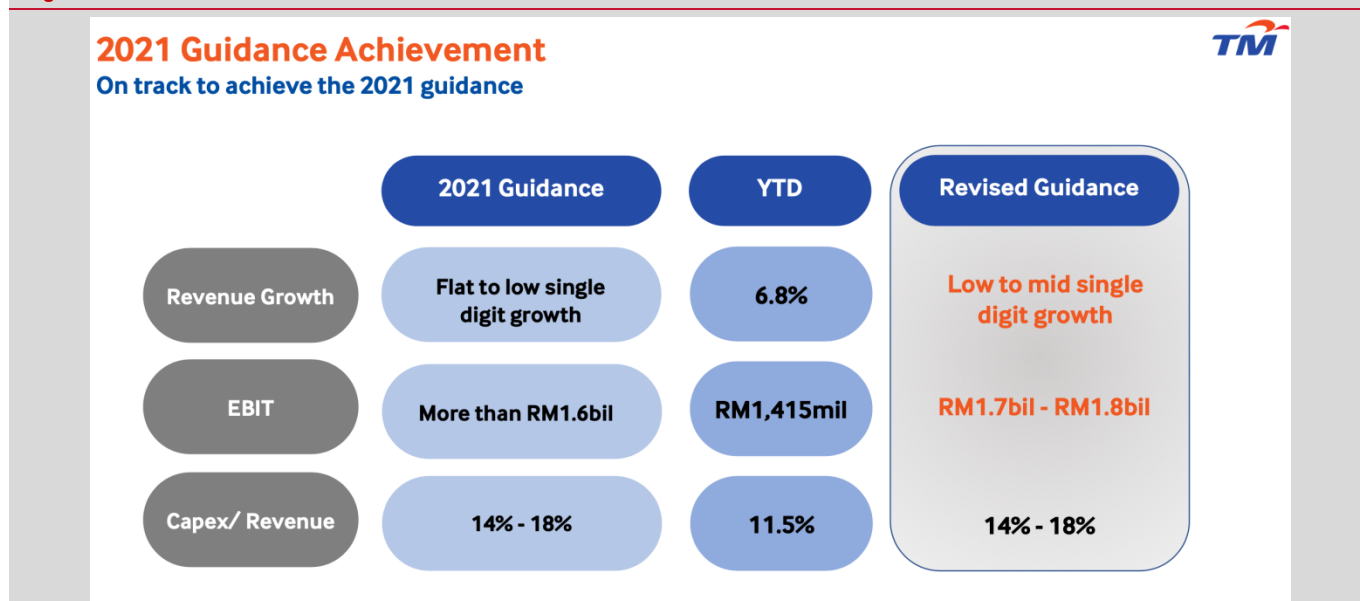 2021 Guidance Achievement
On track to achieve the 2021 guidance
TM
2021 Guidance
YTD
Revised Guidance
Revenue Growth
Flat to low single
digit growth
6.8%
Low to mid single
digit growth
EBIT
More than RM1.6bil
RM1,415mil
RM1.7bil - RM1.8bil
Capex/ Revenue
14% - 18%
11.5%
14% - 18%